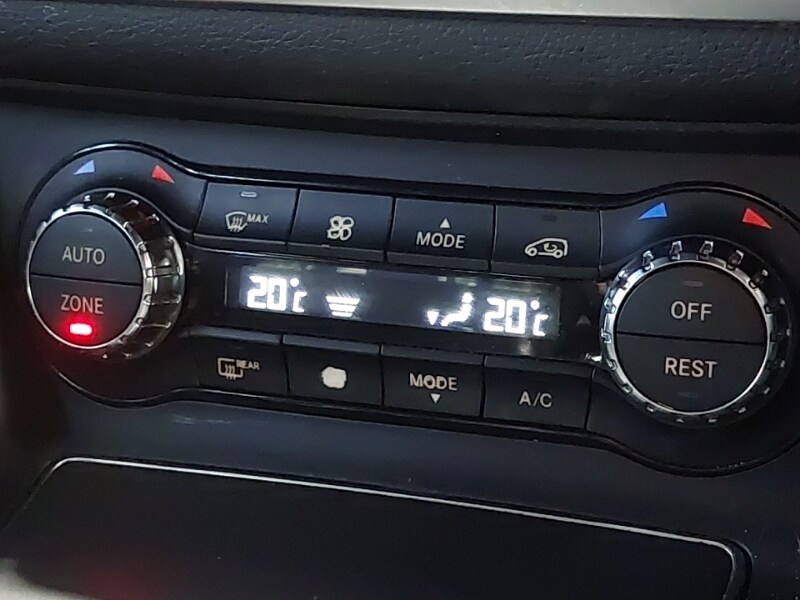 AUTO
ZONE
MAX
MODE
20°C
20°C
REAR
MODE
A/C
OFF
REST